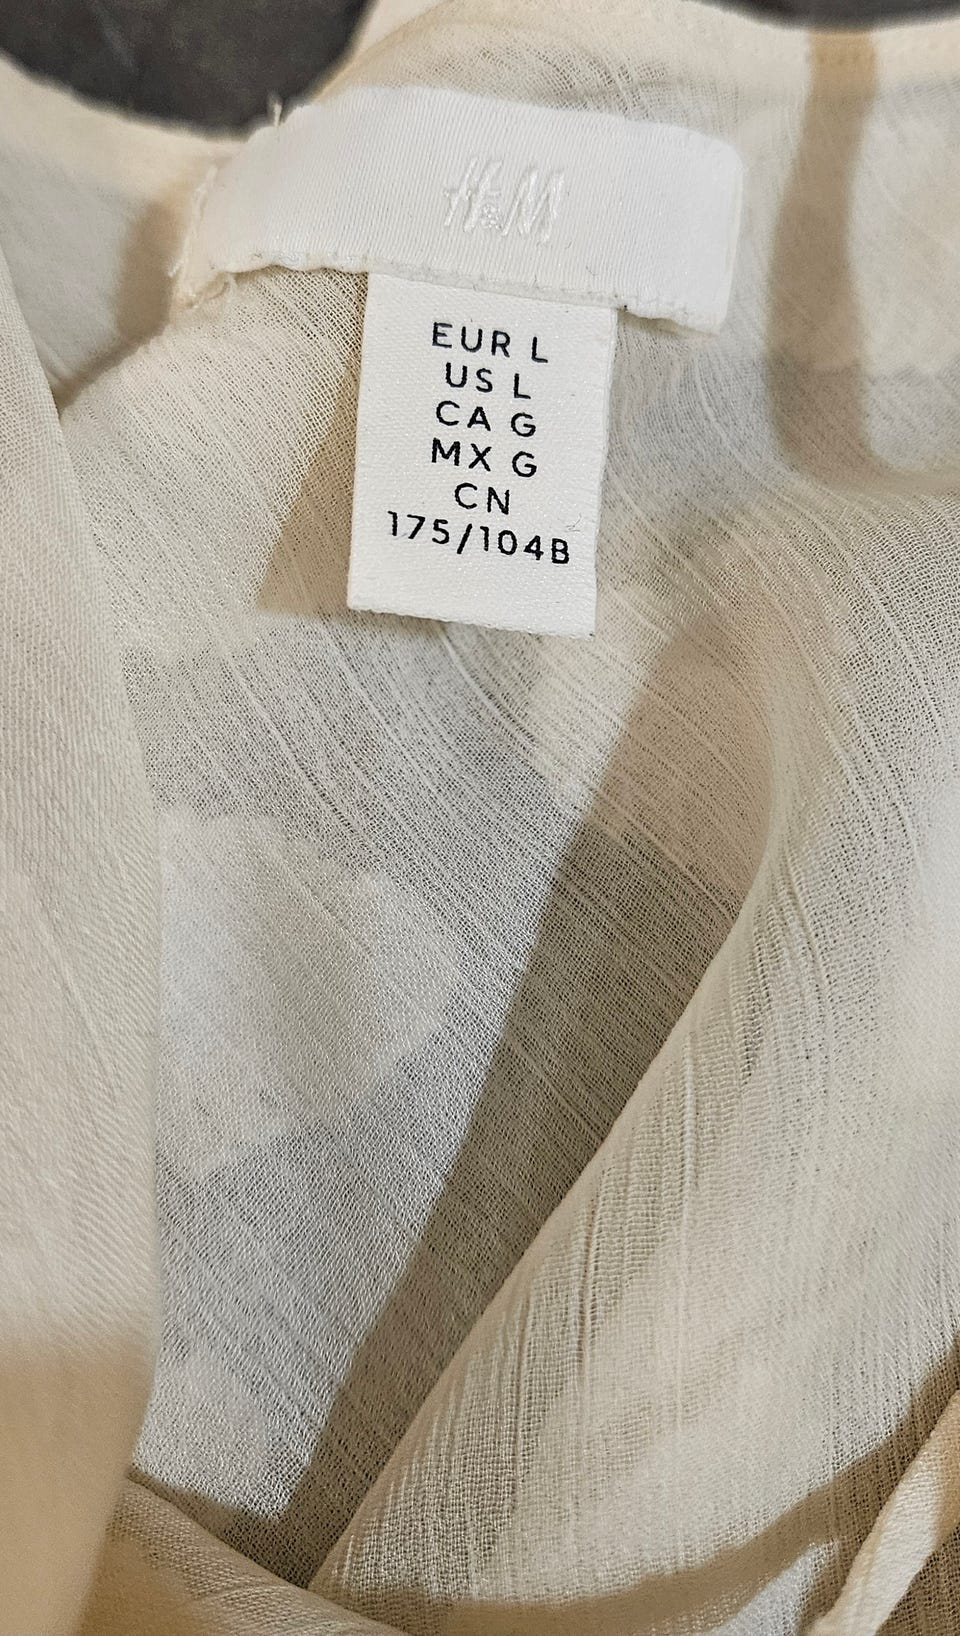 H&M
EUR L
US L
CA G
MX G
CN
175/104B